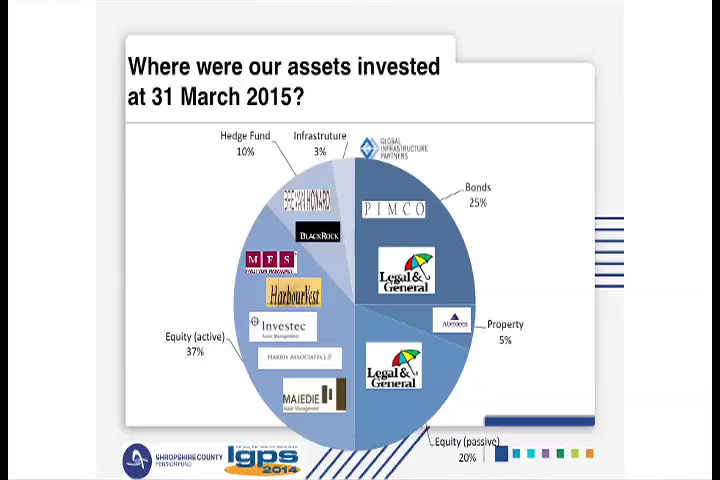 Where were our assets invested
at 31 March 2015?
Hedge Fund
10%
Infrastruture
3%
GLOBAL
INFRASTRUCTURE
PARTNERS
Bonds
25%
PIMCO
BLACKROCK
MFS
Legal &
General
HarbourVest
Investec
Asset Management
Aberdeen
Property
5%
Equity (active)
37%
HARRIS ASSOCIATES L.P.
Legal &
General
MAJEDIE
Asset Management
Equity (passive)
20%
SHROPSHIRE COUNTY
PENSION FUND
lgps
2014